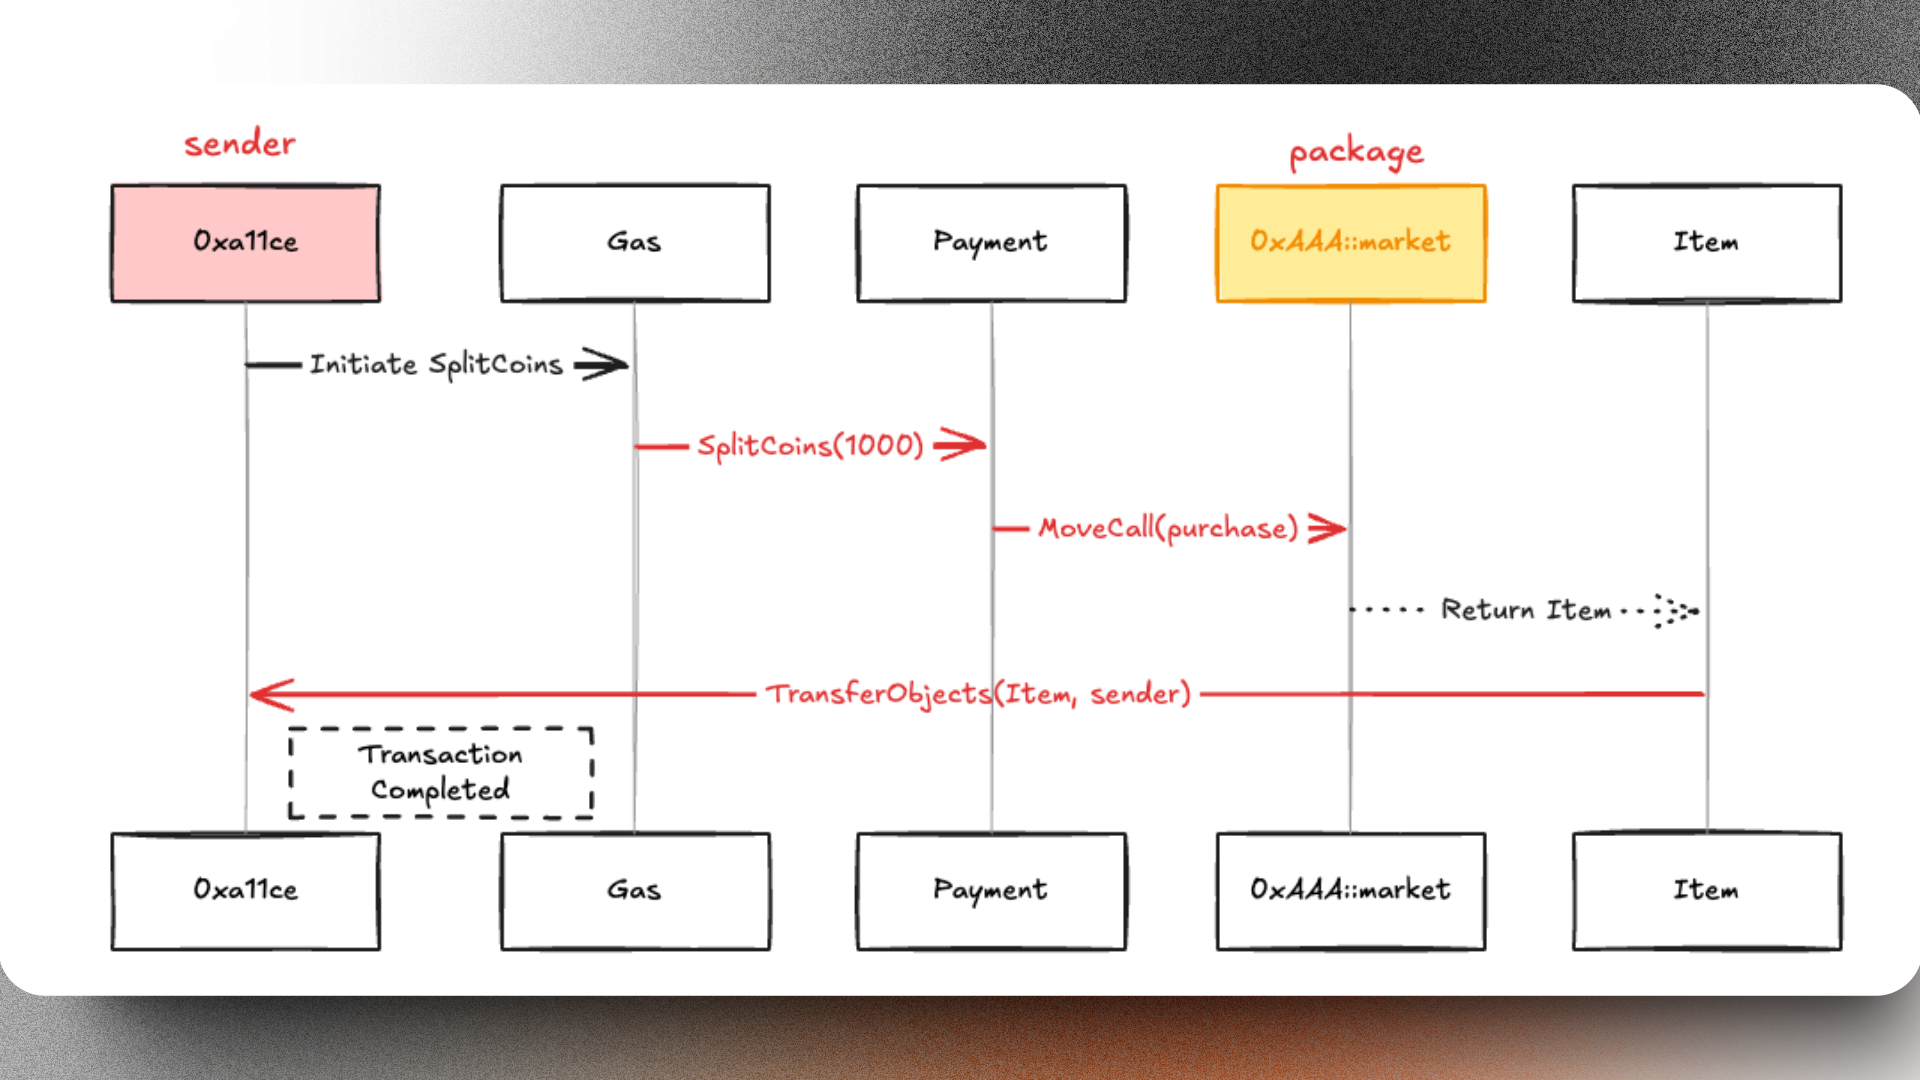 sender
package
0xa11ce
Gas
Payment
0xAAA::market
Item
Initiate SplitCoins
SplitCoins(1000)
MoveCall(purchase)
Return Item
TransferObjects(Item, sender)
Transaction
Completed
0xa11ce
Gas
Payment
0xAAA::market
Item